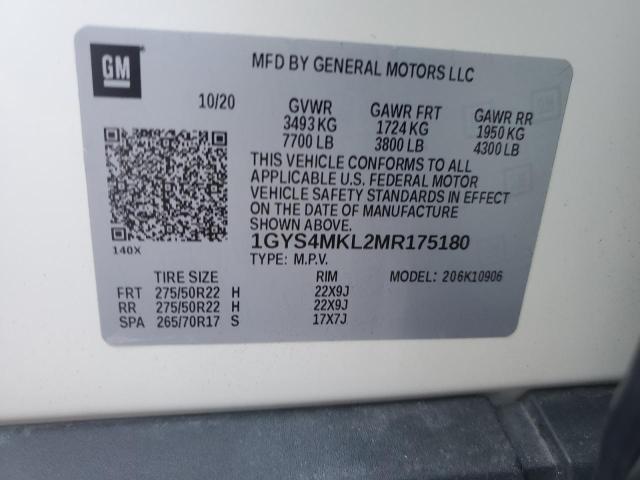 GM
MFD BY GENERAL MOTORS LLC
10/20 GVWR GAWR FRT GAWR RR
3493 KG 1724 KG 1950 KG
7700 LB 3800 LB 4300 LB
THIS VEHICLE CONFORMS TO ALL
APPLICABLE U.S. FEDERAL MOTOR
VEHICLE SAFETY STANDARDS IN EFFECT
ON THE DATE OF MANUFACTURE
SHOWN ABOVE.
140X
1GYS4MKL2MR175180
TYPE: M.P.V. MODEL: 206K10906
TIRE SIZE RIM
FRT 275/50R22 H 22X9J
RR 275/50R22 H 22X9J
SPA 265/70R17 S 17X7J